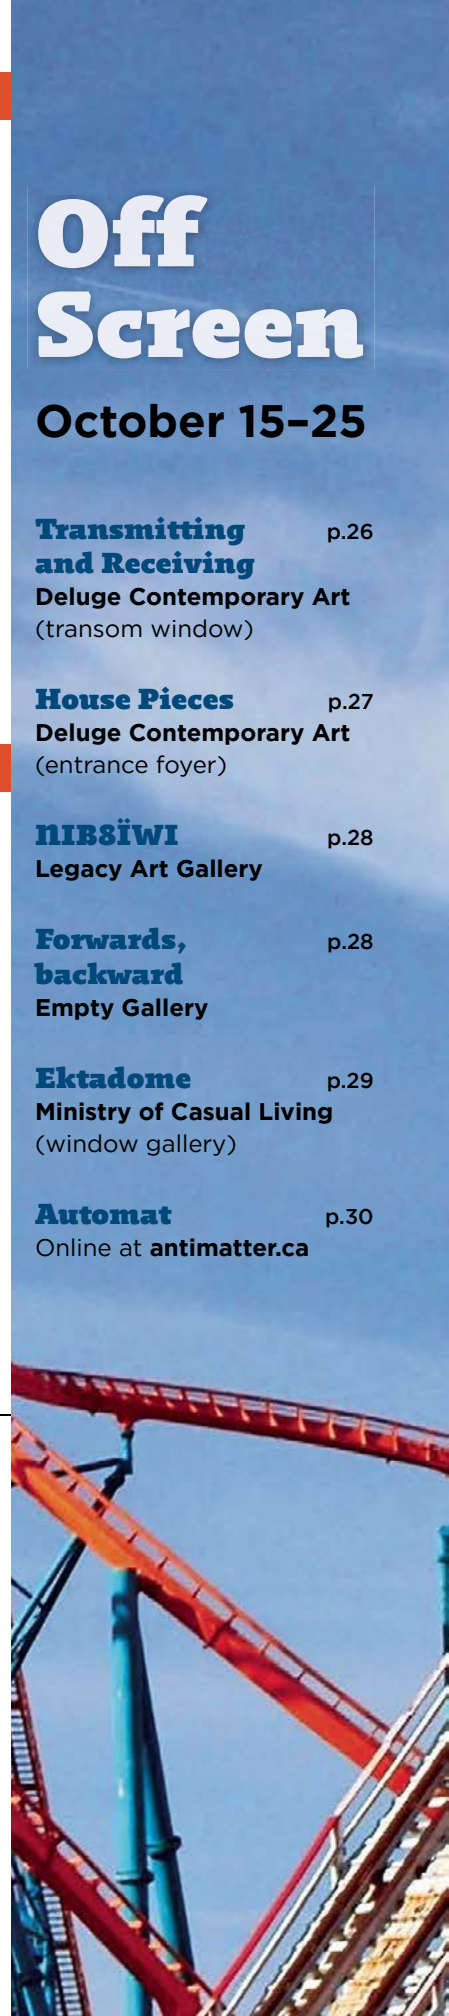 Off
Screen
October 15–25
Transmitting p.26
and Receiving
Deluge Contemporary Art
(transom window)
House Pieces p.27
Deluge Contemporary Art
(entrance foyer)
NIB8ÏWI p.28
Legacy Art Gallery
Forwards, p.28
backward
Empty Gallery
Ektadome p.29
Ministry of Casual Living
(window gallery)
Automat p.30
Online at antimatter.ca